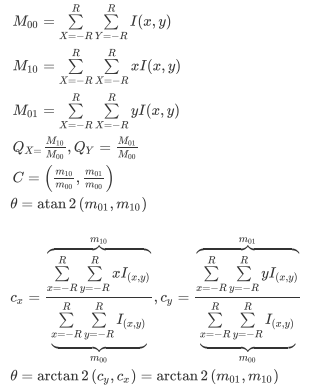 M_{00} = \sum_{X=-R}^{R} \sum_{Y=-R}^{R} I(x, y)
M_{10} = \sum_{X=-R}^{R} \sum_{X=-R}^{R} xI(x, y)
M_{01} = \sum_{X=-R}^{R} \sum_{X=-R}^{R} yI(x, y)
Q_{X=} \frac{M_{10}}{M_{00}}, Q_Y = \frac{M_{01}}{M_{00}}
C = \left( \frac{m_{10}}{m_{00}}, \frac{m_{01}}{m_{00}} \right)
\theta = \operatorname{atan} 2 (m_{01}, m_{10})
c_x = \frac{\overbrace{\sum_{x=-R}^{R} \sum_{y=-R}^{R} xI_{(x,y)}}^{m_{10}}}{\underbrace{\sum_{x=-R}^{R} \sum_{y=-R}^{R} I_{(x,y)}}_{m_{00}}}, c_y = \frac{\overbrace{\sum_{x=-R}^{R} \sum_{y=-R}^{R} yI_{(x,y)}}^{m_{01}}}{\underbrace{\sum_{x=-R}^{R} \sum_{y=-R}^{R} I_{(x,y)}}_{m_{00}}}
\theta = \arctan 2 (c_y, c_x) = \arctan 2 (m_{01}, m_{10})